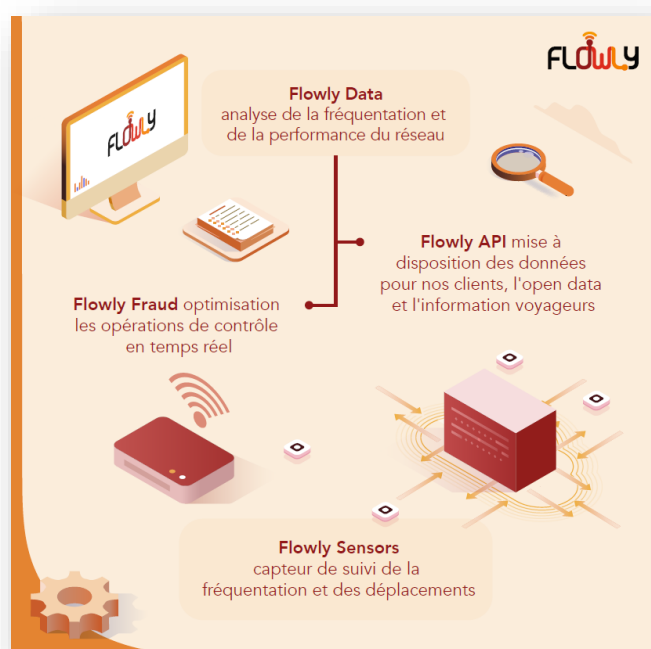 FLOWLY
Flowly Data
analyse de la fréquentation et
de la performance du réseau
FLOWLY
Flowly API mise à
disposition des données
pour nos clients, l'open data
et l'information voyageurs
Flowly Fraud optimisation
les opérations de contrôle
en temps réel
Flowly Sensors
capteur de suivi de la
fréquentation et des déplacements